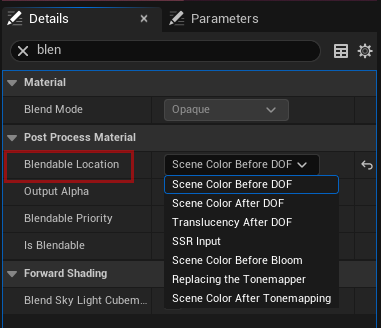 Details
Parameters
blen
Material
Blend Mode
Opaque
Post Process Material
Blendable Location
Scene Color Before DOF
Scene Color Before DOF
Output Alpha
Scene Color After DOF
Blendable Priority
Translucency After DOF
Is Blendable
SSR Input
Scene Color Before Bloom
Forward Shading
Replacing the Tonemapper
Blend Sky Light Cubem...
Scene Color After Tonemapping